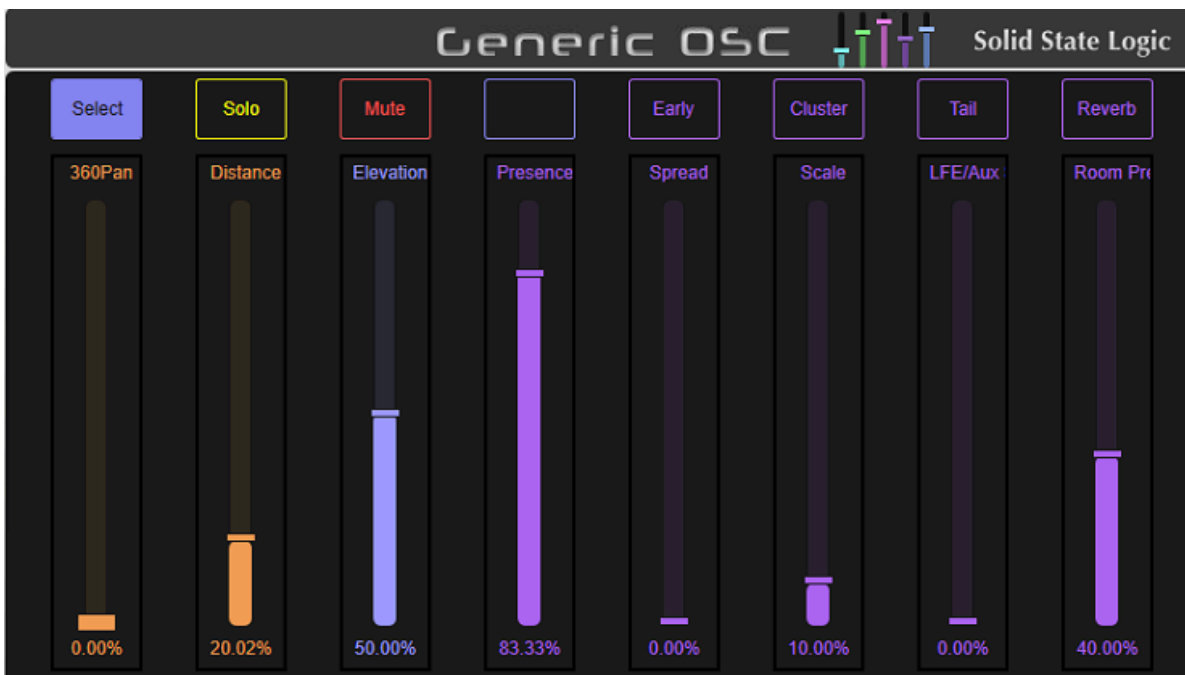 Generic OSC Solid State Logic
Select Solo Mute Early Cluster Tail Reverb
360Pan Distance Elevation Presence Spread Scale LFE/Aux Room Pre
0.00% 20.02% 50.00% 83.33% 0.00% 10.00% 0.00% 40.00%